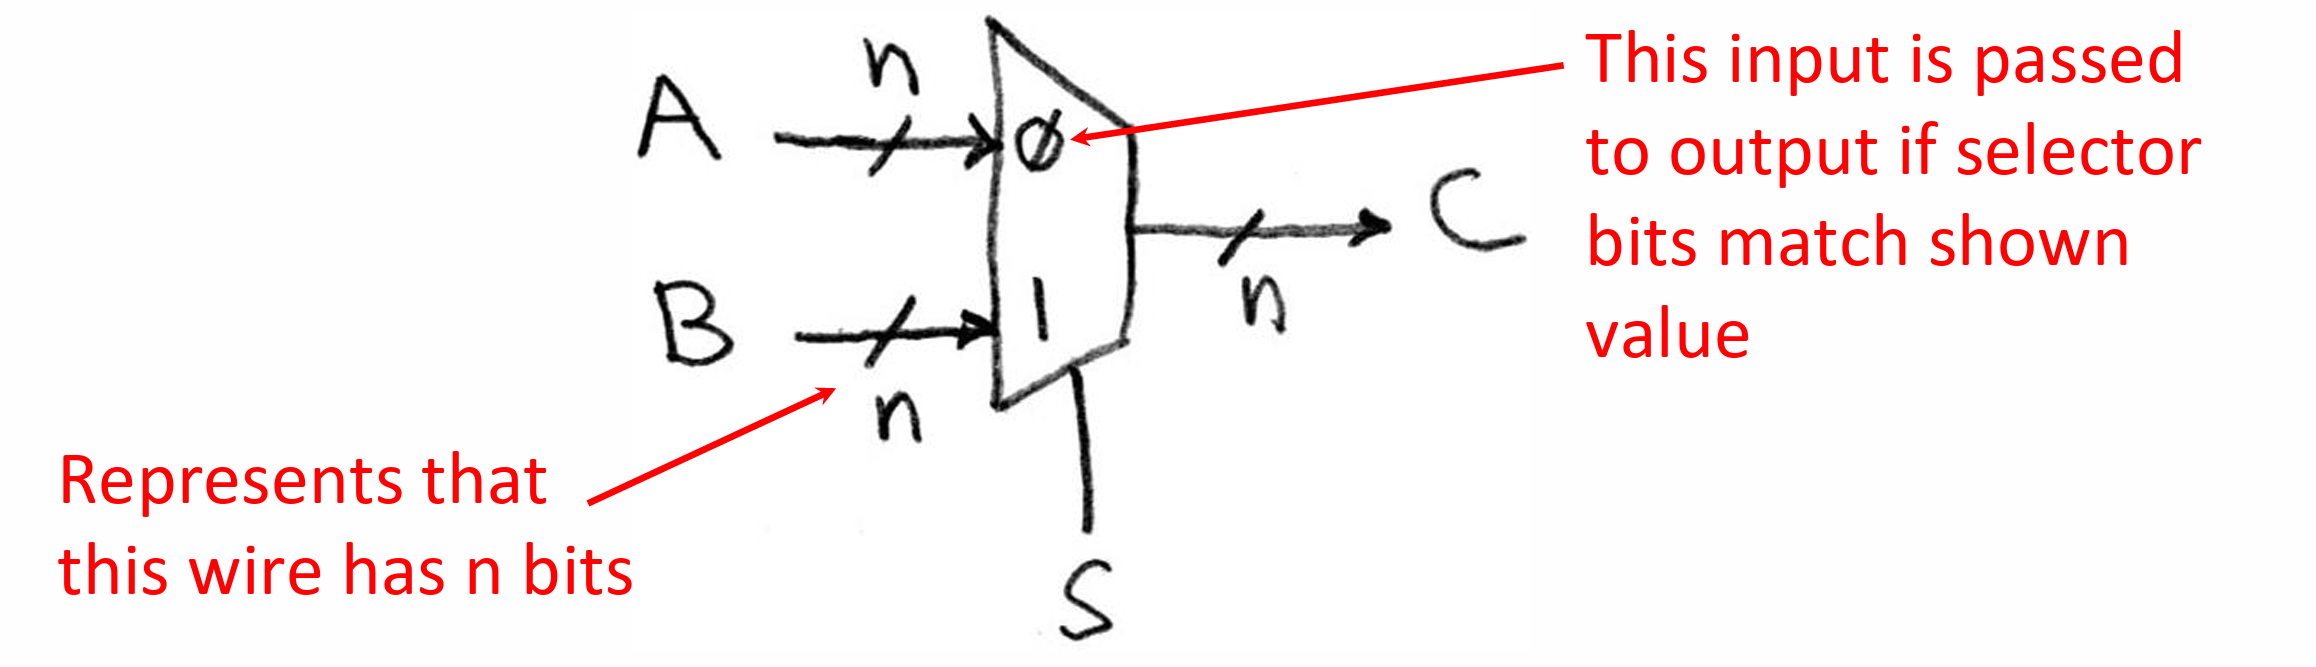 n
A
0
This input is passed
to output if selector
bits match shown
value
C
n
B
1
n
Represents that
this wire has n bits
S